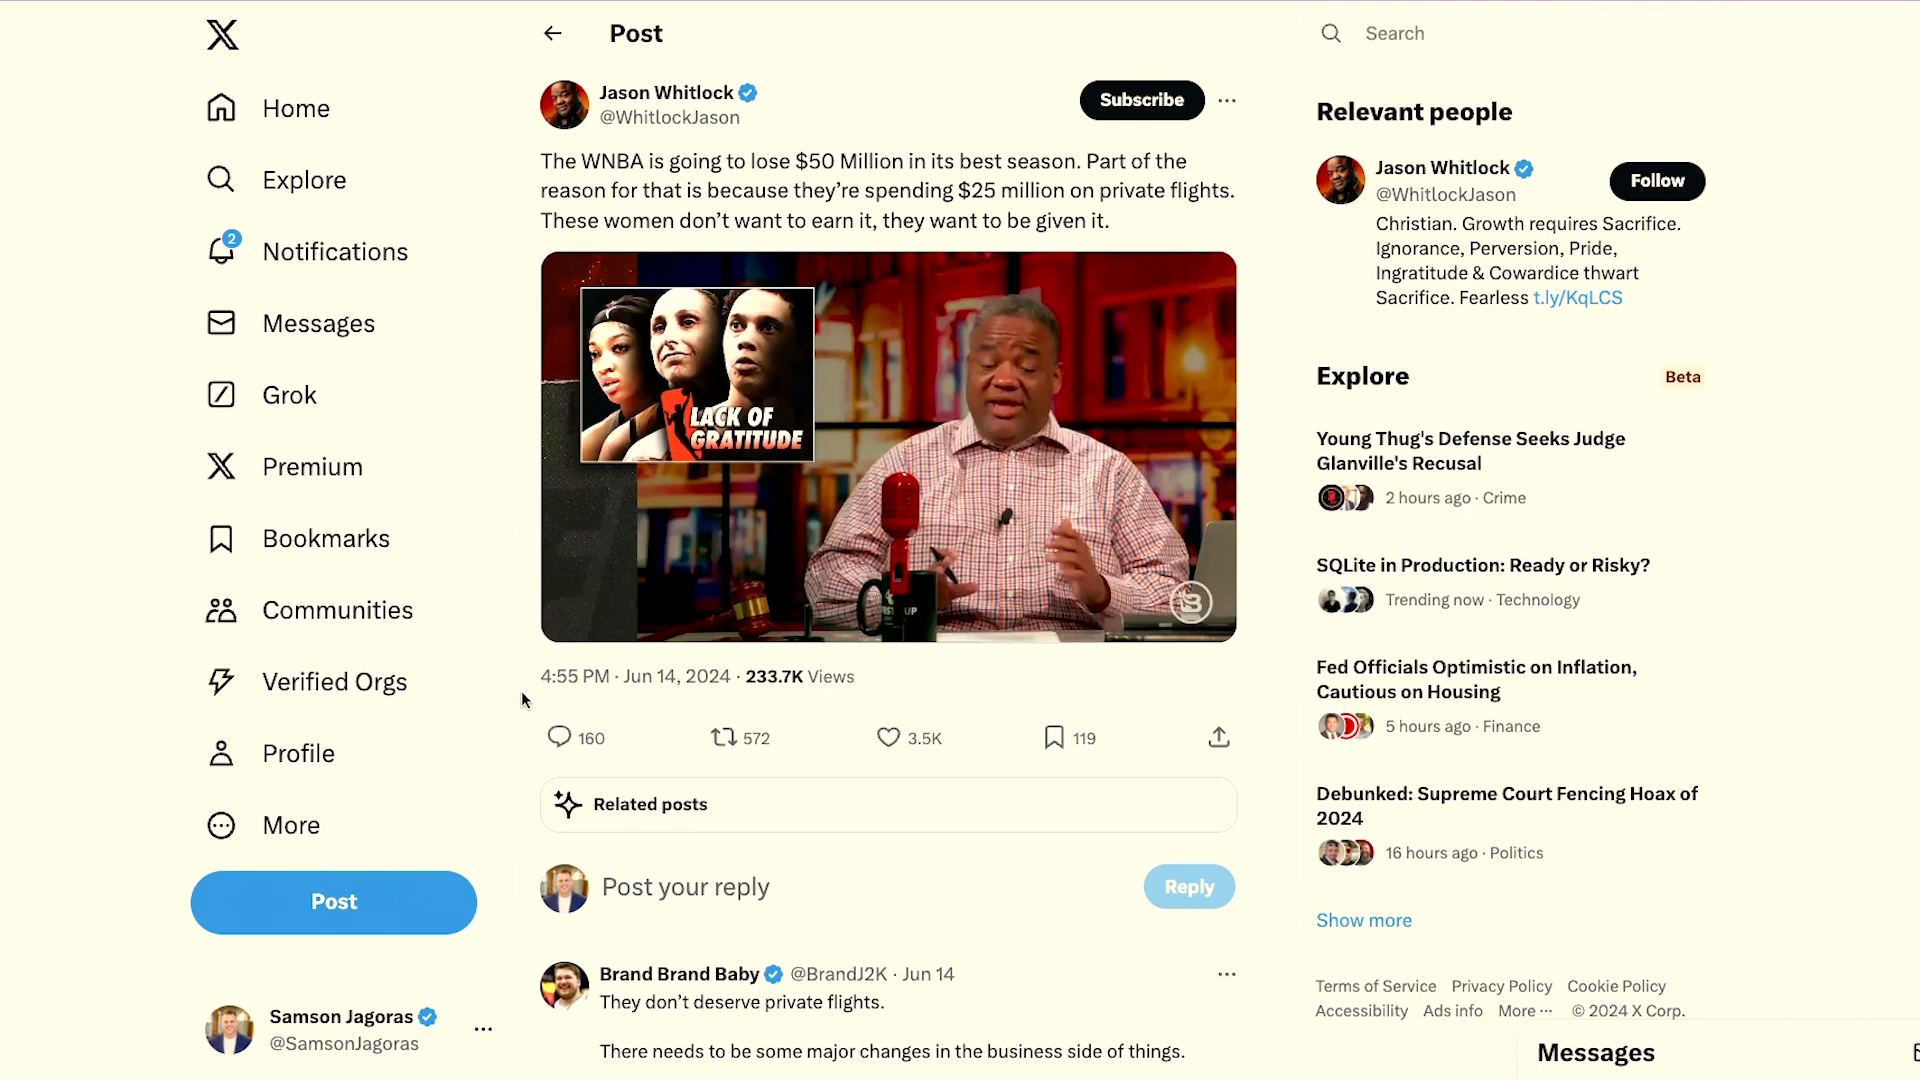 Home
Explore
2
Notifications
Messages
Grok
Premium
Bookmarks
Communities
Verified Orgs
Profile
More
Post
Samson Jagoras
@SamsonJagoras
Post
Jason Whitlock
@WhitlockJason
Subscribe
The WNBA is going to lose $50 Million in its best season. Part of the
reason for that is because they’re spending $25 million on private flights.
These women don’t want to earn it, they want to be given it.
LACK OF
GRATITUDE
4:55 PM · Jun 14, 2024 · 233.7K Views
160
572
3.5K
119
Related posts
Post your reply
Reply
Brand Brand Baby @BrandJ2K · Jun 14
They don’t deserve private flights.
There needs to be some major changes in the business side of things.
Search
Relevant people
Jason Whitlock
@WhitlockJason
Follow
Christian. Growth requires Sacrifice.
Ignorance, Perversion, Pride,
Ingratitude & Cowardice thwart
Sacrifice. Fearless t.ly/KqLCS
Explore
Beta
Young Thug's Defense Seeks Judge
Glanville's Recusal
2 hours ago · Crime
SQLite in Production: Ready or Risky?
Trending now · Technology
Fed Officials Optimistic on Inflation,
Cautious on Housing
5 hours ago · Finance
Debunked: Supreme Court Fencing Hoax of
2024
16 hours ago · Politics
Show more
Terms of Service Privacy Policy Cookie Policy
Accessibility Ads info More ··· © 2024 X Corp.
Messages